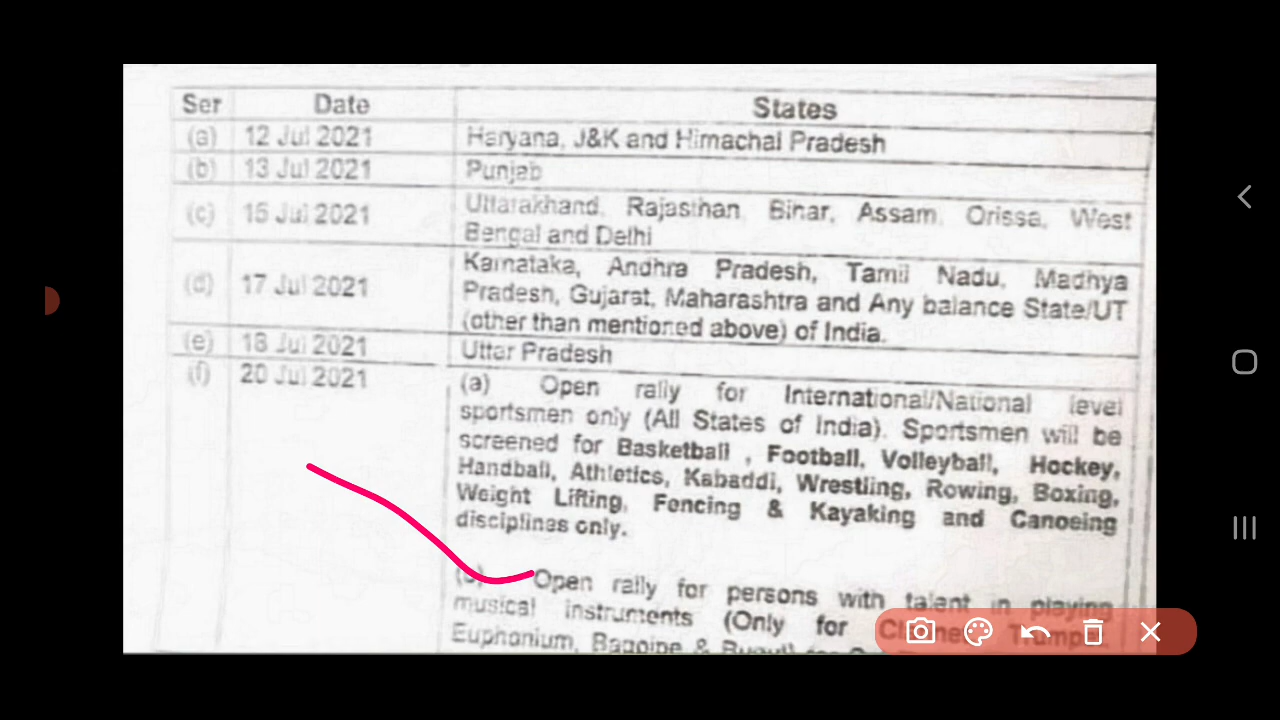 Ser Date States
(a) 12 Jul 2021 Haryana, J&K and Himachal Pradesh
(b) 13 Jul 2021 Punjab
(c) 15 Jul 2021 Uttarakhand, Rajasthan, Bihar, Assam, Orissa, West
Bengal and Delhi
(d) 17 Jul 2021 Karnataka, Andhra Pradesh, Tamil Nadu, Madhya
Pradesh, Gujarat, Maharashtra and Any balance State/UT
(other than mentioned above) of India.
(e) 18 Jul 2021 Uttar Pradesh
(f) 20 Jul 2021 (a) Open rally for International/National level
sportsmen only (All States of India). Sportsmen will be
screened for Basketball , Football, Volleyball, Hockey,
Handball, Athletics, Kabaddi, Wrestling, Rowing, Boxing,
Weight Lifting, Fencing & Kayaking and Canoeing
disciplines only.
Open rally for persons with talent in playing
musical instruments (Only for
Euphonium, Bagpipe &